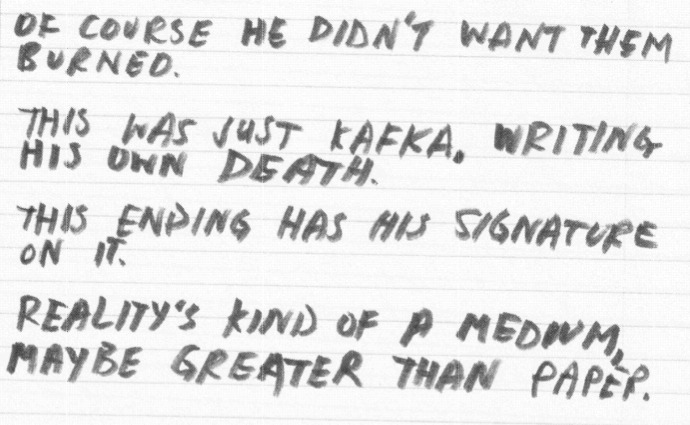 OF COURSE HE DIDN'T WANT THEM
BURNED.
THIS WAS JUST KAFKA, WRITING
HIS OWN DEATH.
THIS ENDING HAS HIS SIGNATURE
ON IT.
REALITY'S KIND OF A MEDIUM,
MAYBE GREATER THAN PAPER.